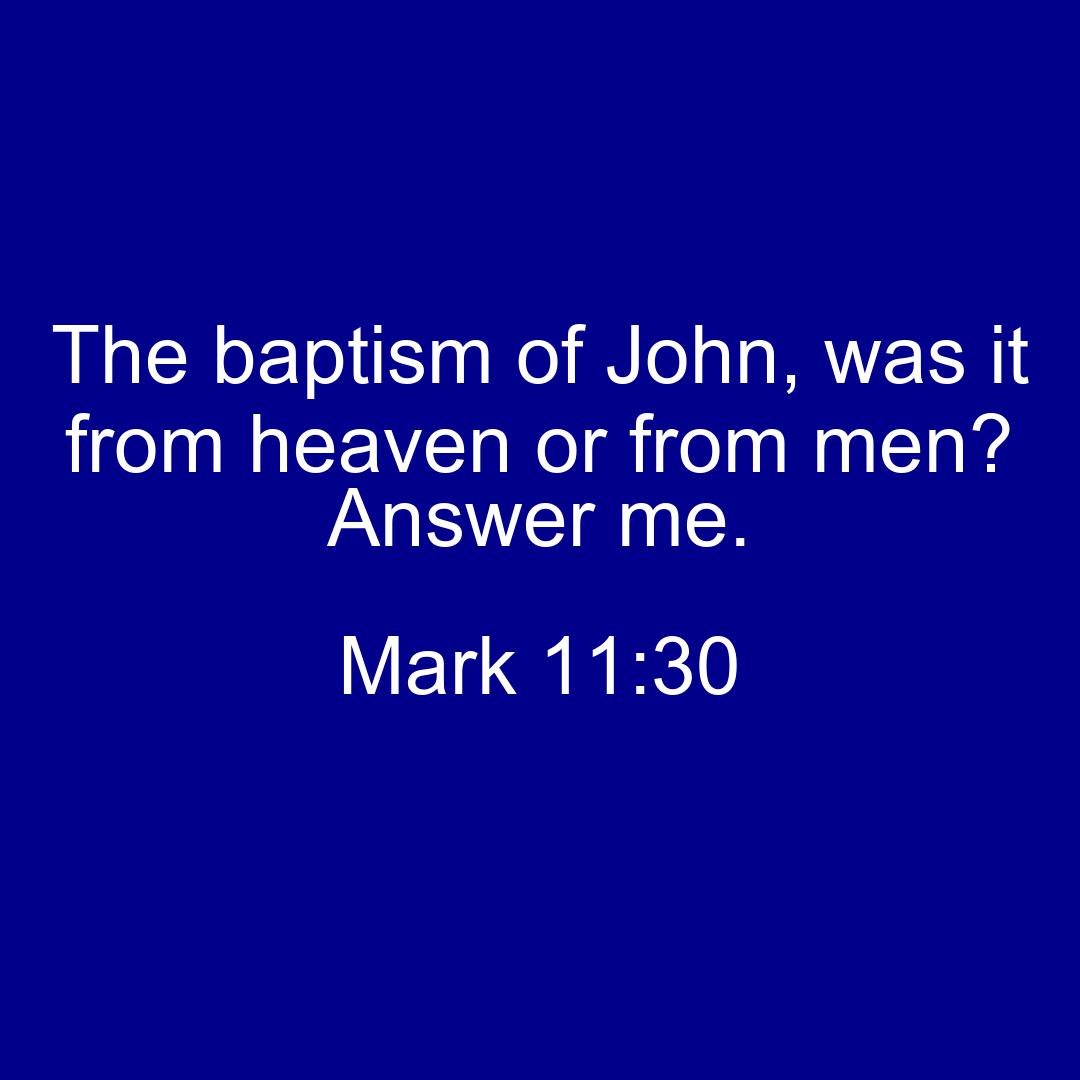 The baptism of John, was it
from heaven or from men?
Answer me.
Mark 11:30